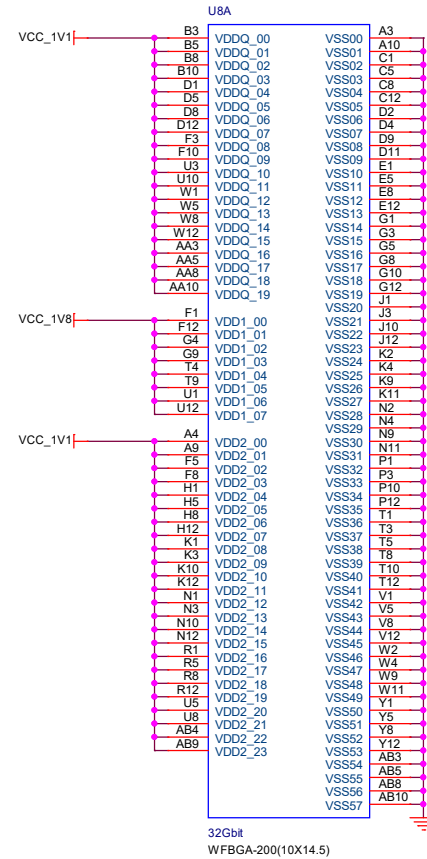 U8A
VCC_1V1
B3 VDDQ_00
B5 VDDQ_01
B8 VDDQ_02
B10 VDDQ_03
D1 VDDQ_04
D5 VDDQ_05
D8 VDDQ_06
D12 VDDQ_07
F3 VDDQ_08
F10 VDDQ_09
U3 VDDQ_10
U10 VDDQ_11
W1 VDDQ_12
W5 VDDQ_13
W8 VDDQ_14
W12 VDDQ_15
AA3 VDDQ_16
AA5 VDDQ_17
AA8 VDDQ_18
AA10 VDDQ_19
VCC_1V8
F1 VDD1_00
F12 VDD1_01
G4 VDD1_02
G9 VDD1_03
T4 VDD1_04
T9 VDD1_05
U1 VDD1_06
U12 VDD1_07
VCC_1V1
A4 VDD2_00
A9 VDD2_01
F5 VDD2_02
F8 VDD2_03
H1 VDD2_04
H5 VDD2_05
H8 VDD2_06
H12 VDD2_07
K1 VDD2_08
K3 VDD2_09
K10 VDD2_10
K12 VDD2_11
N1 VDD2_12
N3 VDD2_13
N10 VDD2_14
N12 VDD2_15
R1 VDD2_16
R5 VDD2_17
R8 VDD2_18
R12 VDD2_19
U5 VDD2_20
U8 VDD2_21
AB4 VDD2_22
AB9 VDD2_23
VSS00 A3
VSS01 A10
VSS02 C1
VSS03 C5
VSS04 C8
VSS05 C12
VSS06 D2
VSS07 D4
VSS08 D9
VSS09 D11
VSS10 E1
VSS11 E5
VSS12 E8
VSS13 E12
VSS14 G1
VSS15 G3
VSS16 G5
VSS17 G8
VSS18 G10
VSS19 G12
VSS20 J1
VSS21 J3
VSS22 J10
VSS23 J12
VSS24 K2
VSS25 K4
VSS26 K9
VSS27 K11
VSS28 N2
VSS29 N4
VSS30 N9
VSS31 N11
VSS32 P1
VSS33 P3
VSS34 P10
VSS35 P12
VSS36 T1
VSS37 T3
VSS38 T5
VSS39 T8
VSS40 T10
VSS41 T12
VSS42 V1
VSS43 V5
VSS44 V8
VSS45 V12
VSS46 W2
VSS47 W4
VSS48 W9
VSS49 W11
VSS50 Y1
VSS51 Y5
VSS52 Y8
VSS53 Y12
VSS54 AB3
VSS55 AB5
VSS56 AB8
VSS57 AB10
32Gbit
WFBGA-200(10X14.5)